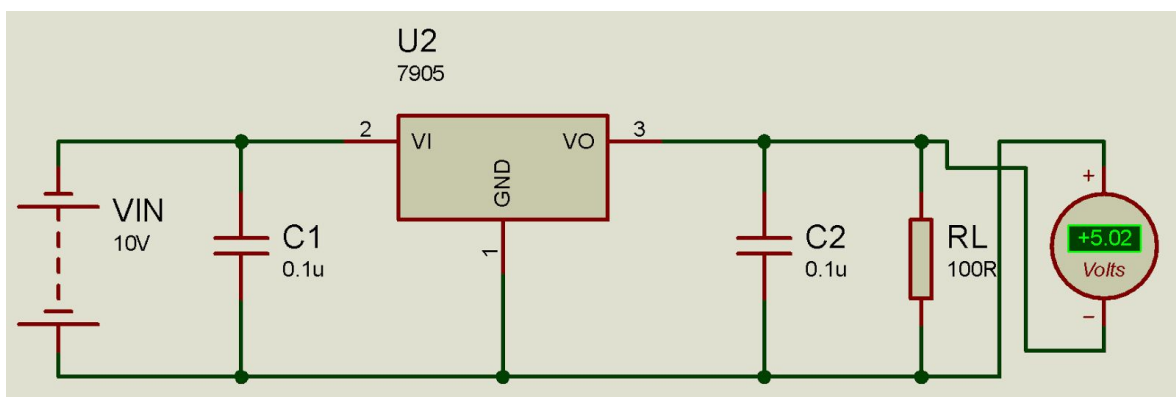 U2
7905
2
VI
VO
3
GND
1
VIN
10V
C1
0.1u
C2
0.1u
RL
100R
+
+5.02
Volts
−